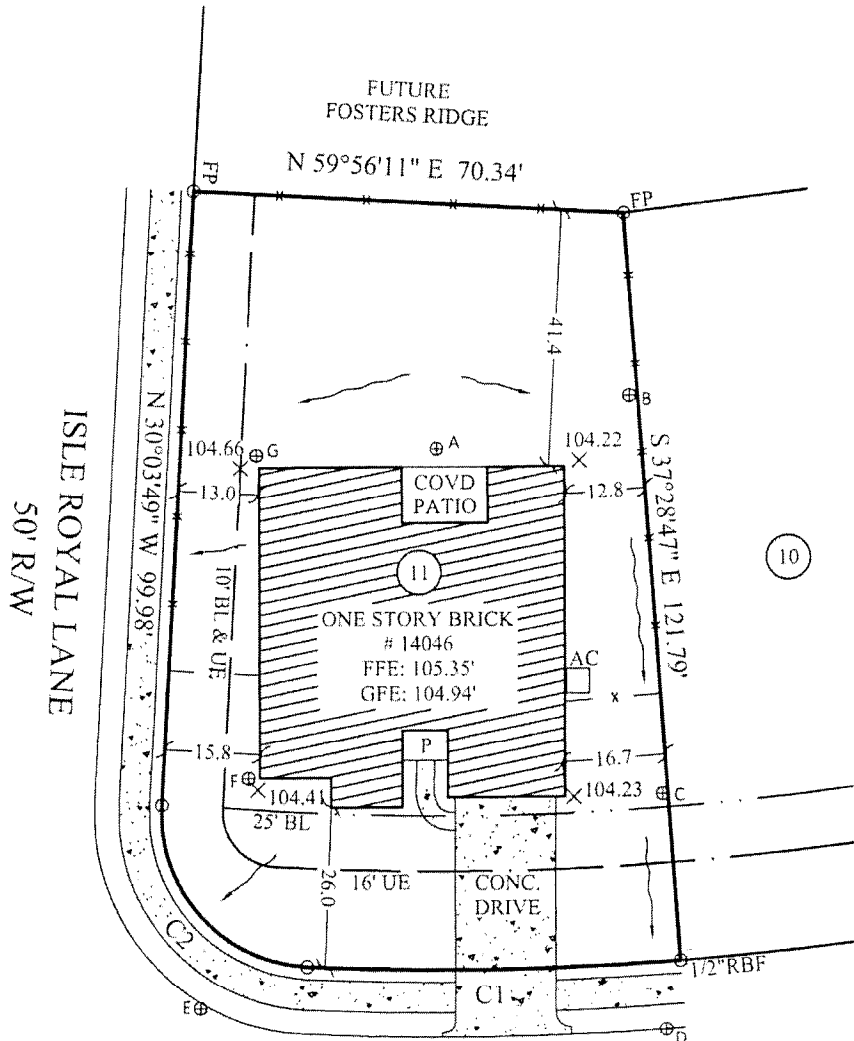 FUTURE
FOSTERS RIDGE
N 59°56'11" E 70.34'
FP
FP
41.4
B
A
104.66
G
104.22
COVD
PATIO
13.0
12.8
N 30°03'49" W 99.98'
S 37°28'47" E 121.79'
ISLE ROYAL LANE
50' R/W
10' BL & UE
11
10
ONE STORY BRICK
# 14046
FFE: 105.35'
GFE: 104.94'
AC
P
15.8
16.7
F
104.41
104.23
C
25' BL
26.0
16' UE
CONC.
DRIVE
C2
C1
1/2"RBF
E
D